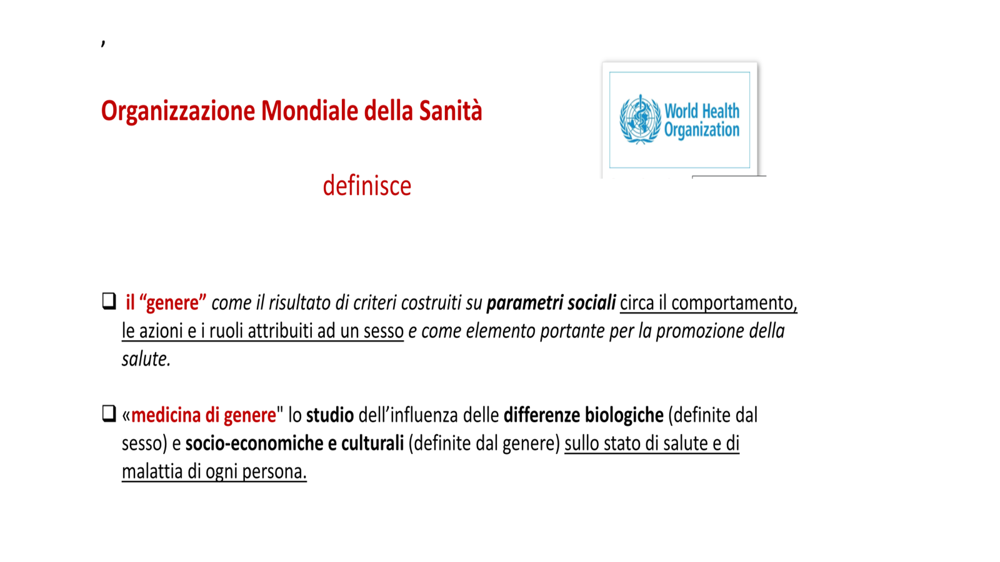 ,
Organizzazione Mondiale della Sanità
World Health
Organization
definisce
il “genere” come il risultato di criteri costruiti su parametri sociali circa il comportamento,
le azioni e i ruoli attribuiti ad un sesso e come elemento portante per la promozione della
salute.
«medicina di genere" lo studio dell’influenza delle differenze biologiche (definite dal
sesso) e socio-economiche e culturali (definite dal genere) sullo stato di salute e di
malattia di ogni persona.